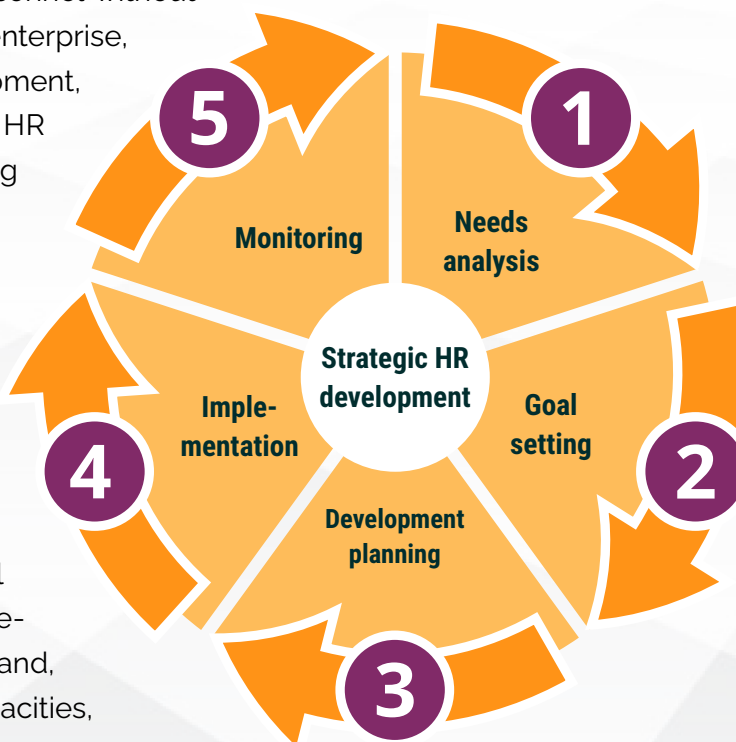 without
enterprise,
HR
5
1
Monitoring
Needs
analysis
Strategic HR
development
Imple-
mentation
Goal
setting
4
2
Development
planning
e-
and,
acities,
3